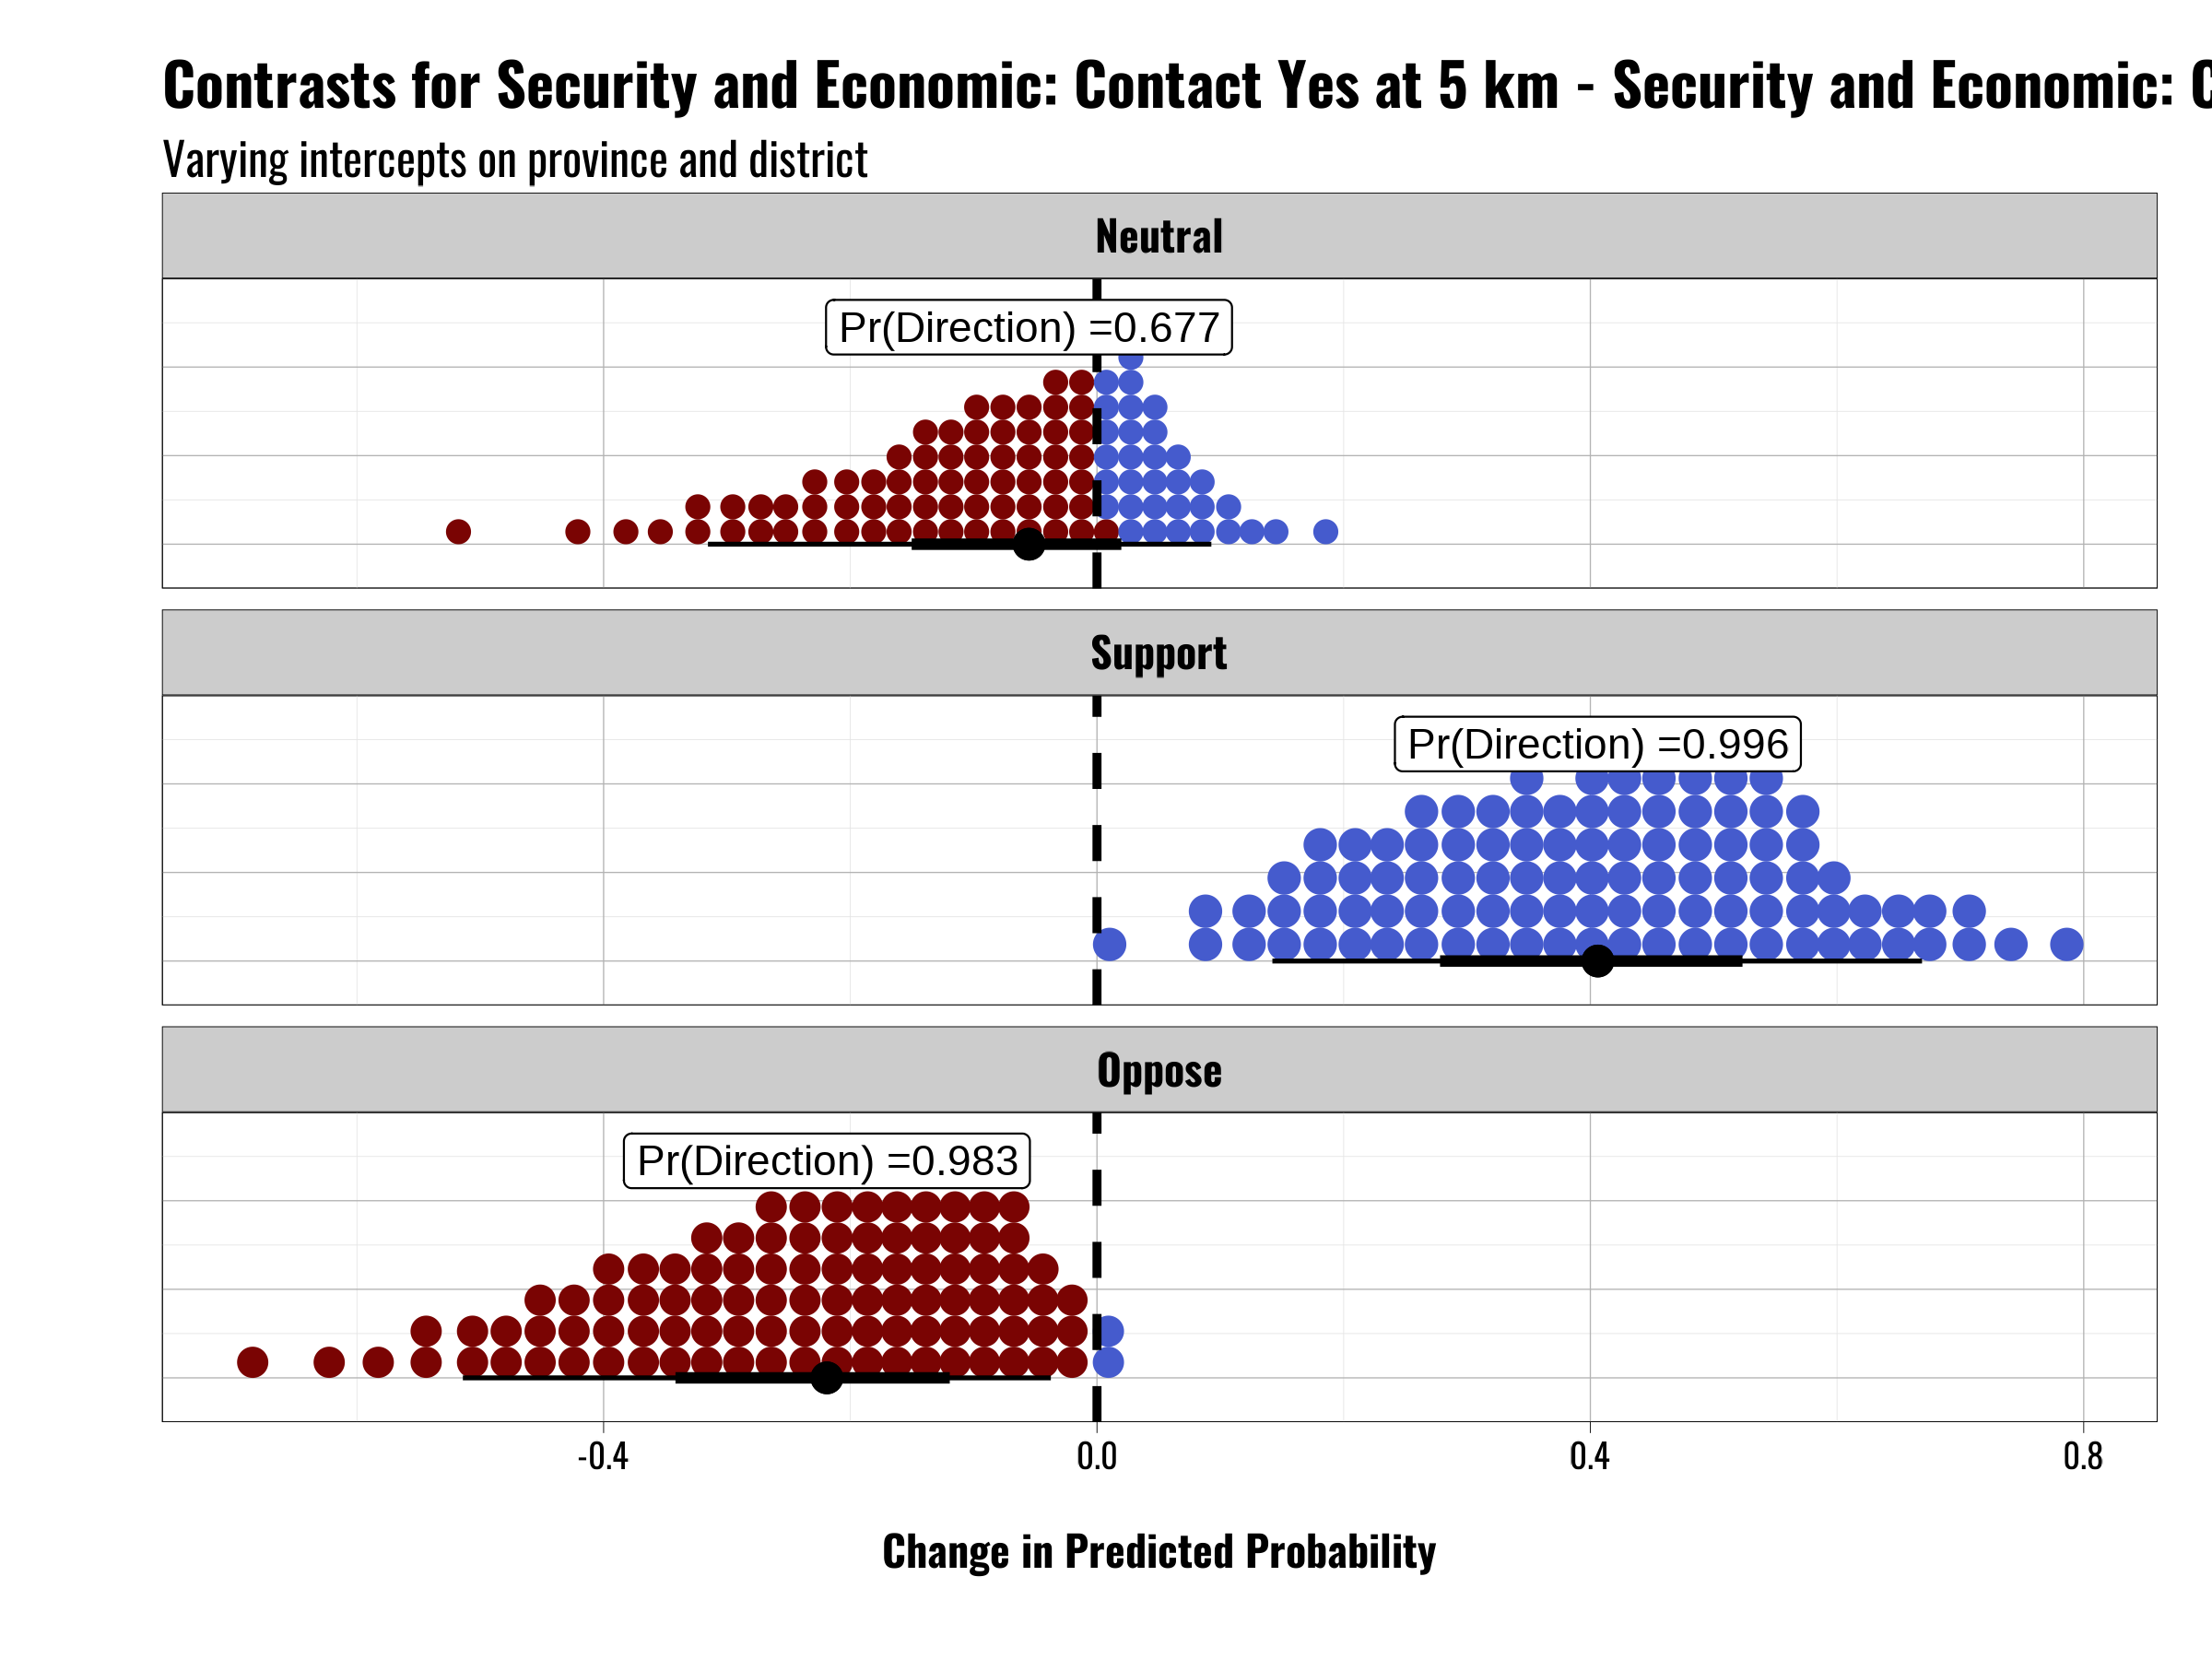 Contrasts for Security and Economic: Contact Yes at 5 km - Security and Economic:
Varying intercepts on province and district
Neutral
Pr(Direction) =0.677
Support
Pr(Direction) =0.996
Oppose
Pr(Direction) =0.983
-0.4 0.0 0.4 0.8
Change in Predicted Probability